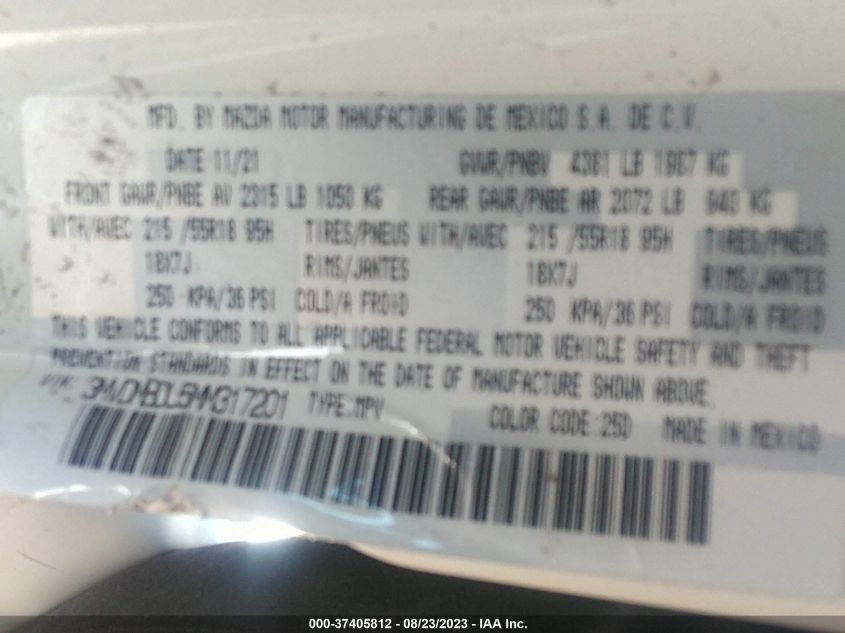 MFD. BY MAZDA MOTOR MANUFACTURING DE MEXICO S.A. DE C.V.
DATE 11/21 GVWR/PNBV 4381 LB 1987 KG
FRONT GAWR/PNBE AV 2315 LB 1050 KG REAR GAWR/PNBE AR 2072 LB 940 KG
WITH/AVEC 215 /55R18 95H TIRES/PNEUS WITH/AVEC 215 /55R18 95H TIRES/PNEUS
18X7J RIMS/JANTES 18X7J RIMS/JANTES
250 KPA/36 PSI COLD/A FROID 250 KPA/36 PSI COLD/A FROID
THIS VEHICLE CONFORMS TO ALL APPLICABLE FEDERAL MOTOR VEHICLE SAFETY AND THEFT
PREVENTION STANDARDS IN EFFECT ON THE DATE OF MANUFACTURE SHOWN ABOVE.
TYPE:MPV COLOR CODE:25D MADE IN MEXICO
000-37405812 - 08/23/2023 - IAA Inc.